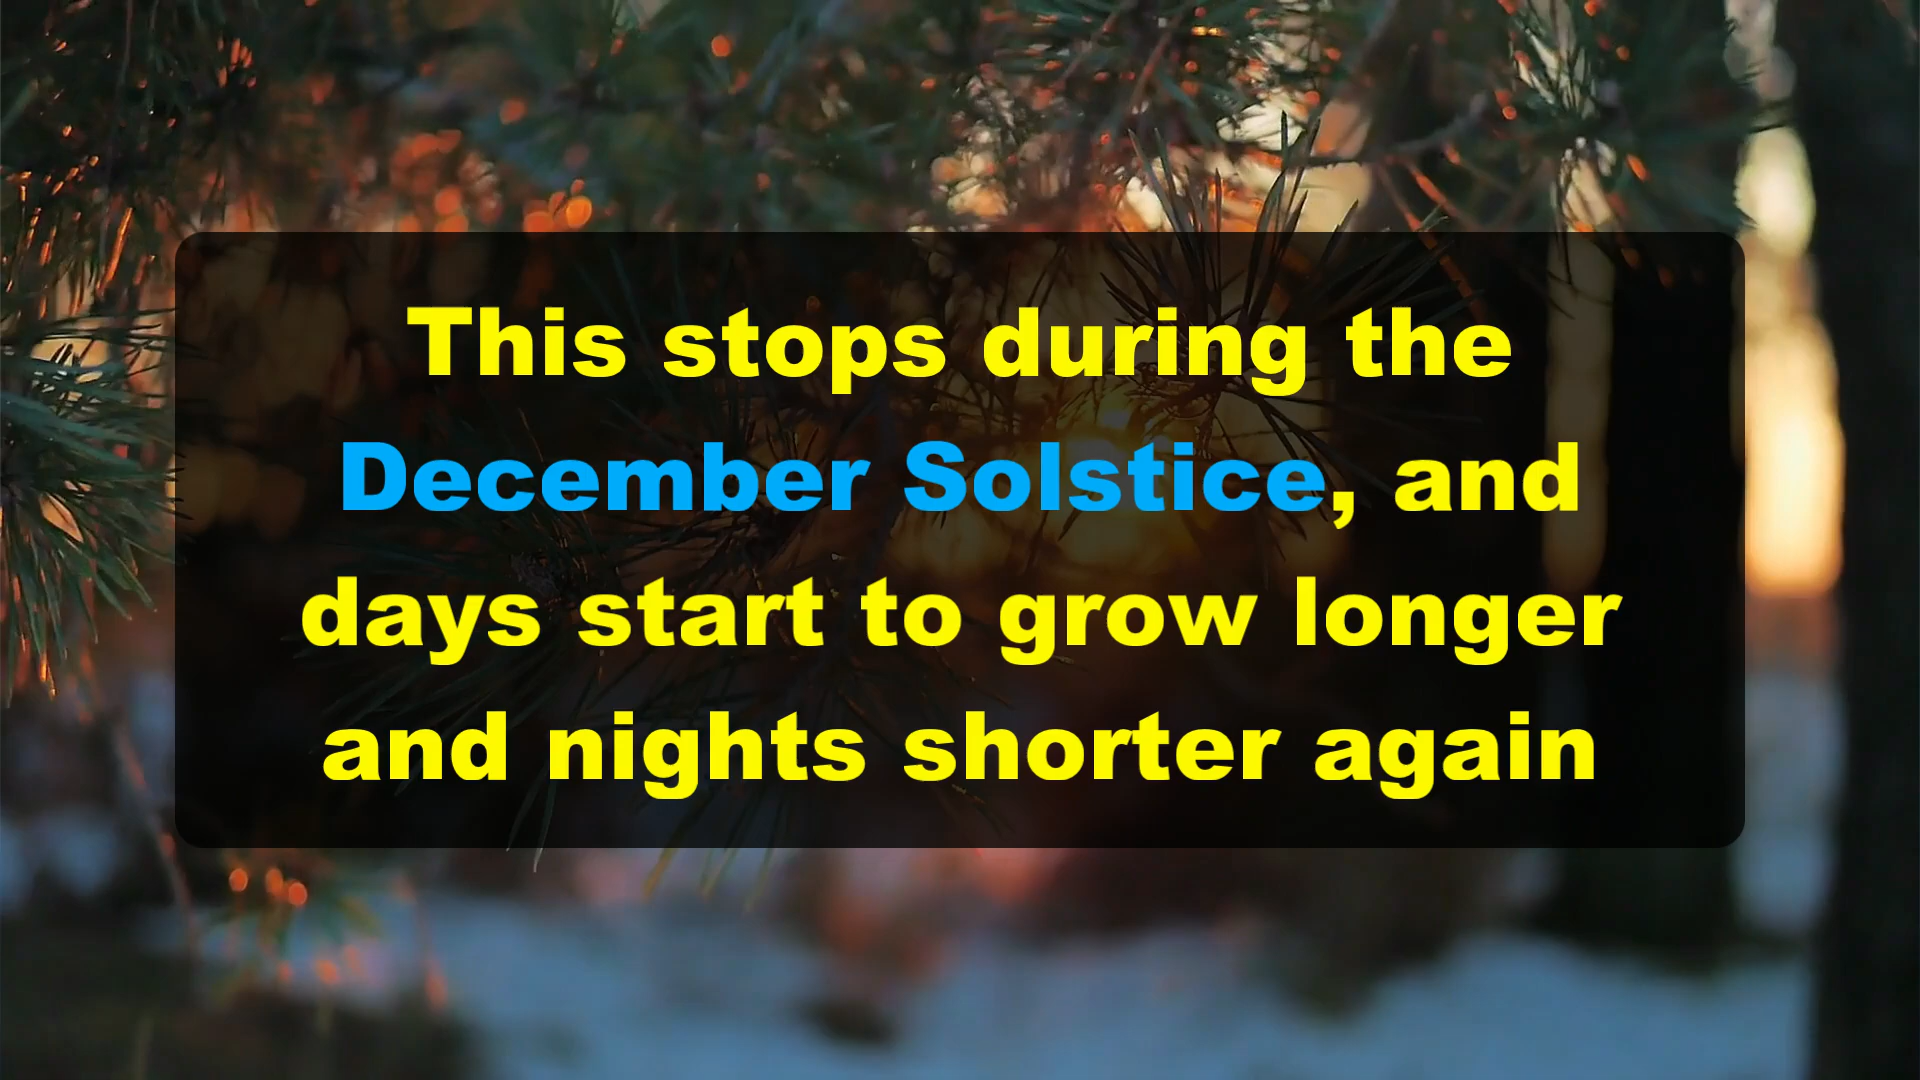 This stops during the
December Solstice, and
days start to grow longer
and nights shorter again